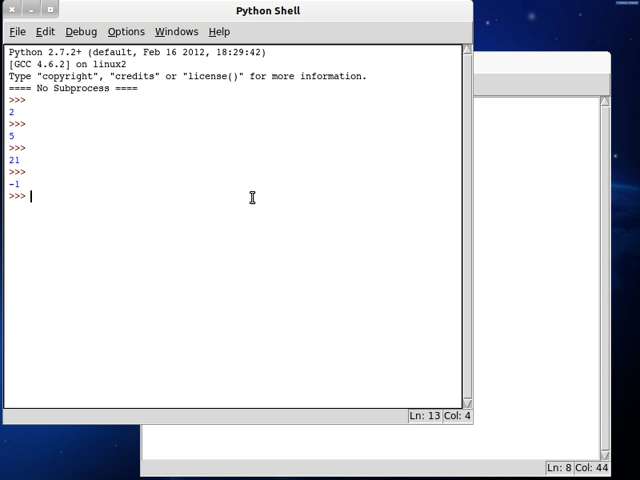 Python Shell
File Edit Debug Options Windows Help
Python 2.7.2+ (default, Feb 16 2012, 18:29:42)
[GCC 4.6.2] on linux2
Type "copyright", "credits" or "license()" for more information.
==== No Subprocess ====
>>>
2
>>>
5
>>>
21
>>>
-1
>>>
Ln: 13 Col: 4
Ln: 8 Col: 44